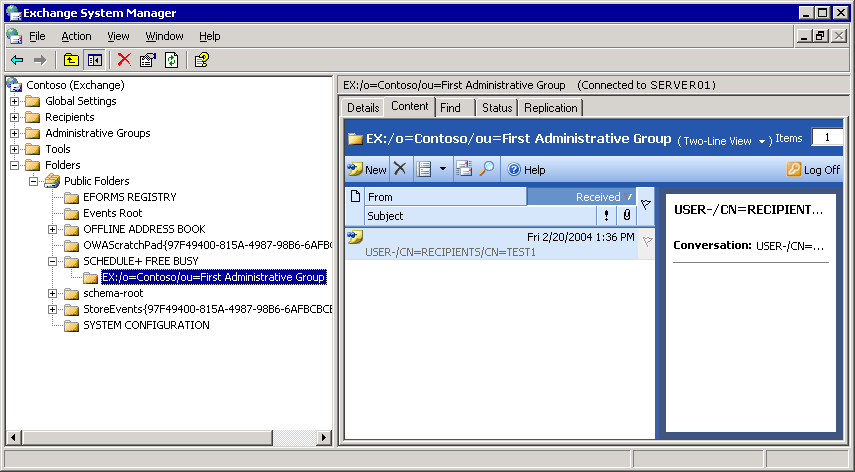 Exchange System Manager
File Action View Window Help
Contoso (Exchange)
Global Settings
Recipients
Administrative Groups
Tools
Folders
Public Folders
EFORMS REGISTRY
Events Root
OFFLINE ADDRESS BOOK
OWAScratchPad{97F49400-815A-4987-98B6-6AFBC
SCHEDULE+ FREE BUSY
EX:/o=Contoso/ou=First Administrative Group
schema-root
StoreEvents{97F49400-815A-4987-98B6-6AFBCBCE
SYSTEM CONFIGURATION
EX:/o=Contoso/ou=First Administrative Group (Connected to SERVER01)
Details Content Find Status Replication
EX:/o=Contoso/ou=First Administrative Group (Two-Line View) Items 1
New Help Log Off
From Received
Subject
Fri 2/20/2004 1:36 PM
USER-/CN=RECIPIENTS/CN=TEST1
USER-/CN=RECIPIENT...
Conversation: USER-/CN=...